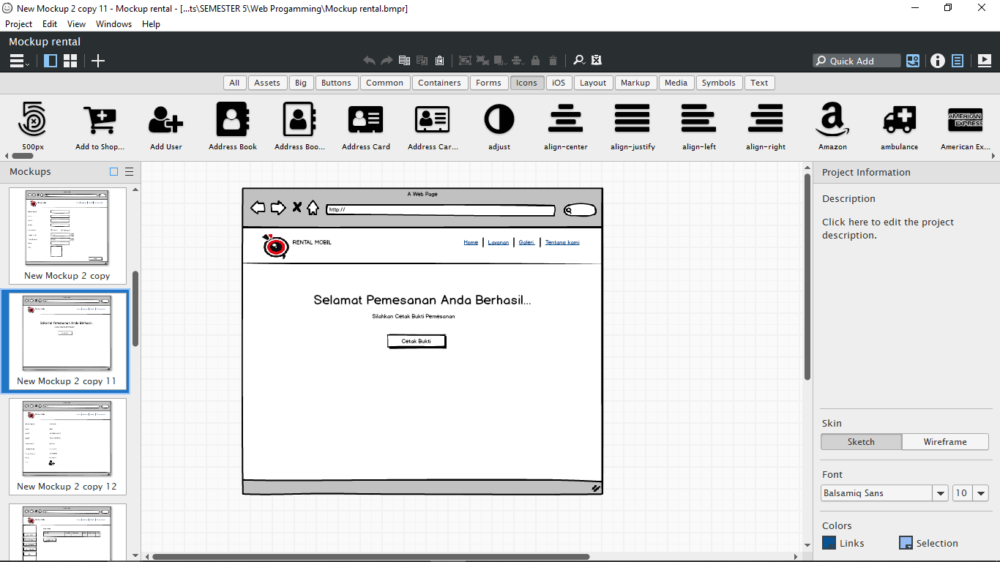 New Mockup 2 copy 11 - Mockup rental - [...ts\SEMESTER 5\Web Progamming\Mockup rental.bmpr]
Project Edit View Windows Help
Mockup rental
Quick Add
All Assets Big Buttons Common Containers Forms Icons iOS Layout Markup Media Symbols Text
500px Add to Shop... Add User Address Book Address Boo... Address Card Address Car... adjust align-center align-justify align-left align-right Amazon ambulance American Ex...
AMERICAN
EXPRESS
Mockups
New Mockup 2 copy
Selamat Pemesanan Anda Berhasil...
New Mockup 2 copy 11
New Mockup 2 copy 12
A Web Page
http://
RENTAL MOBIL
Home Layanan Galeri Tentang kami
Selamat Pemesanan Anda Berhasil...
Silahkan Cetak Bukti Pemesanan
Cetak Bukti
Project Information
Description
Click here to edit the project
description.
Skin
Sketch Wireframe
Font
Balsamiq Sans 10
Colors
Links Selection